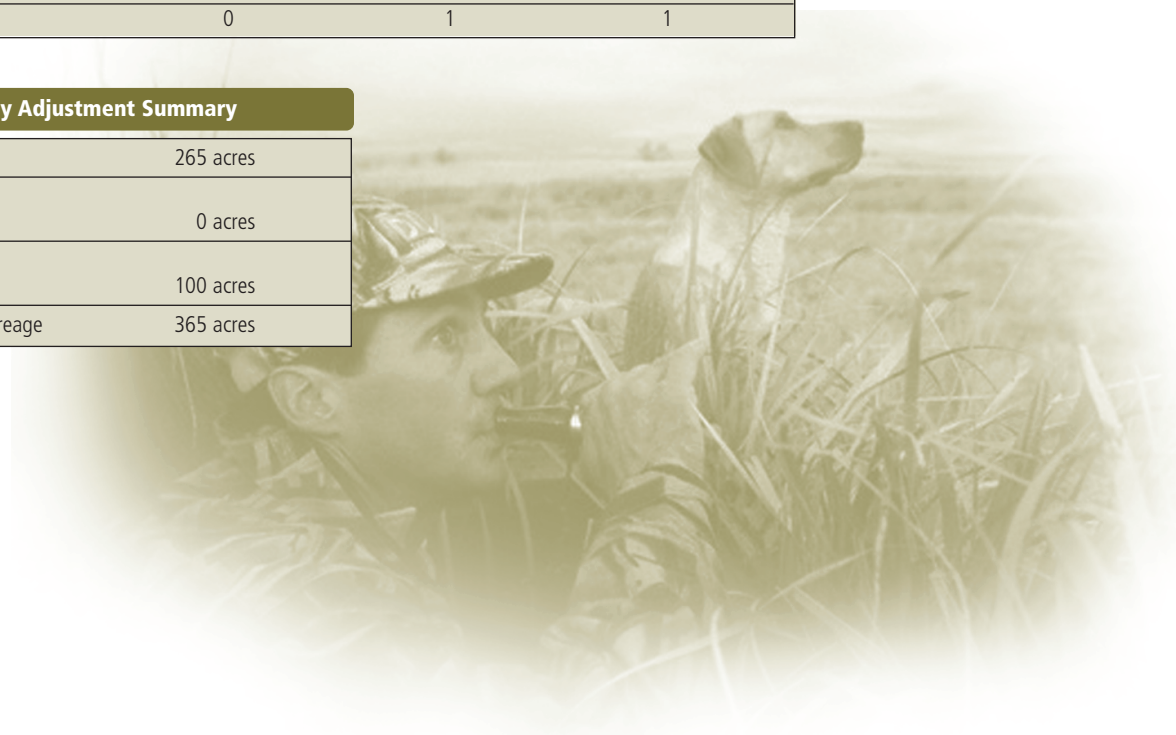 0 1 1
y Adjustment Summary
265 acres
0 acres
100 acres
reage 365 acres